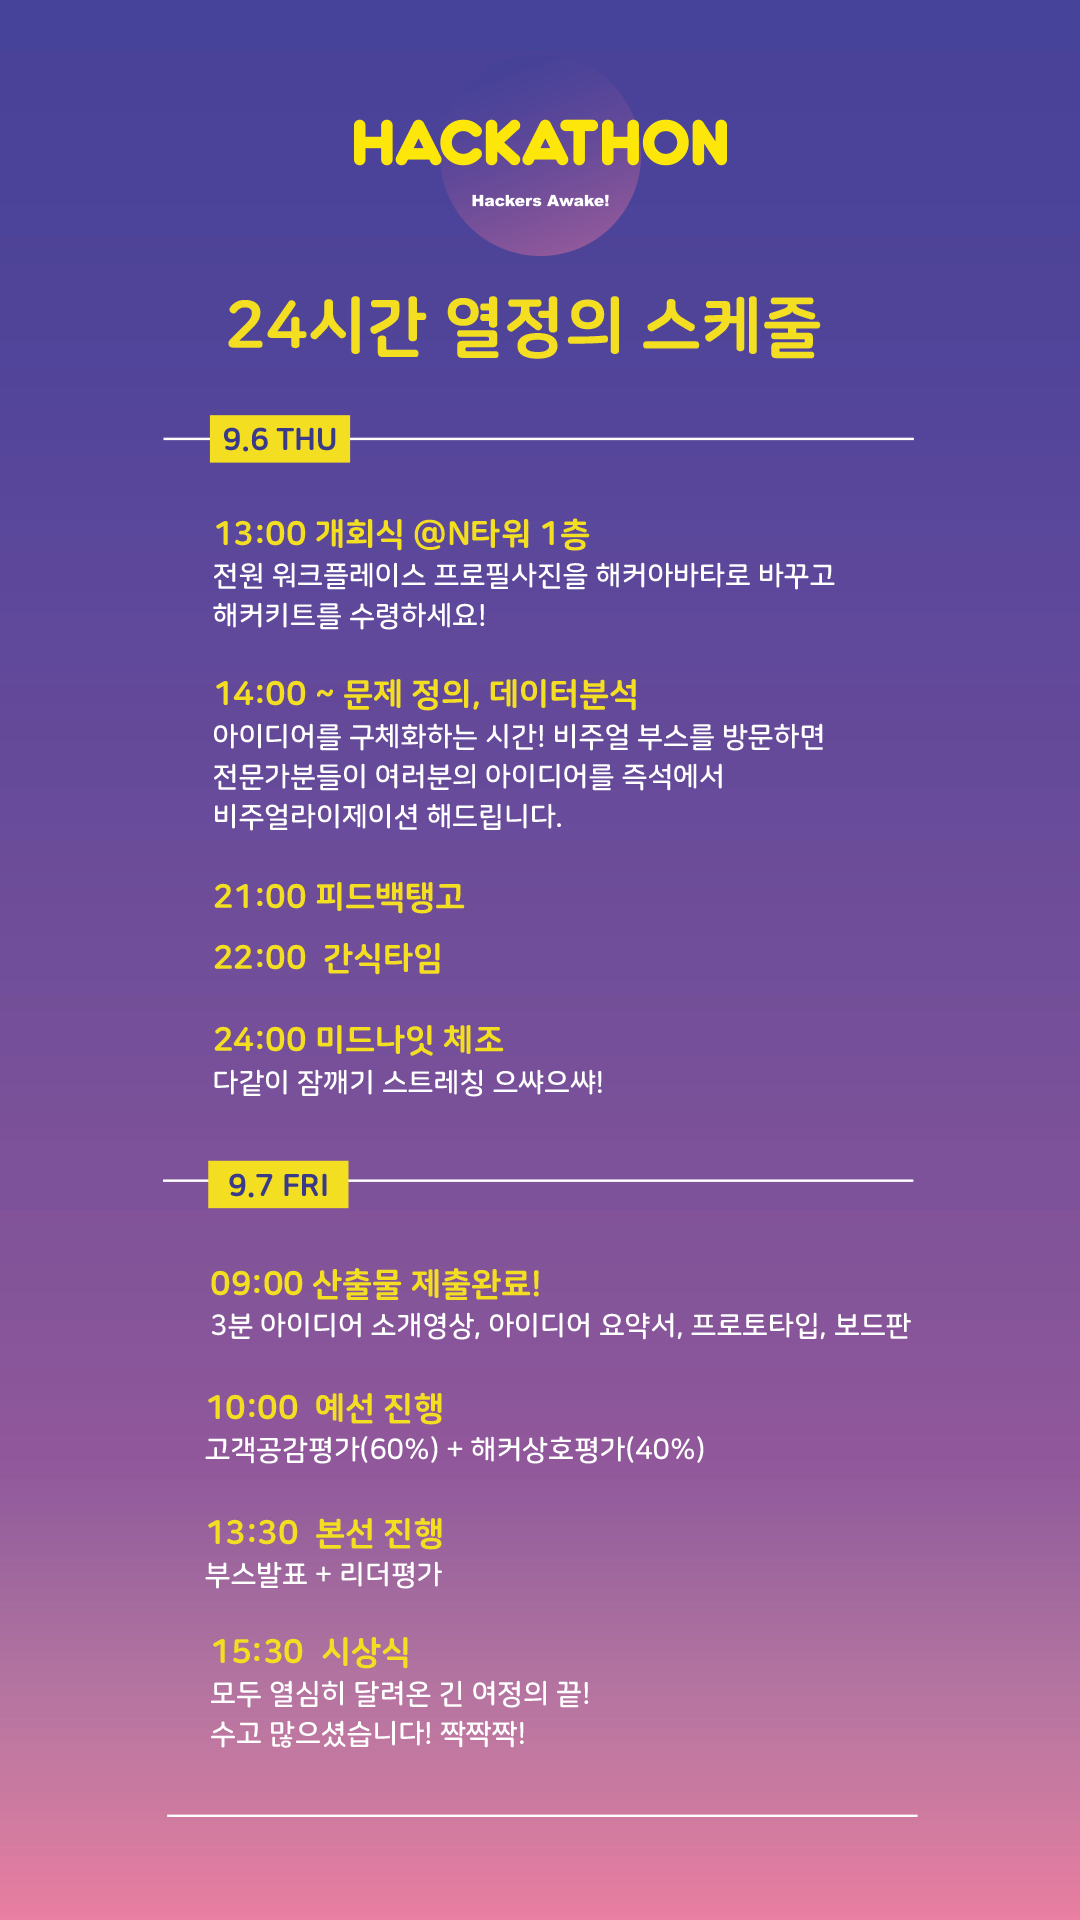 HACKATHON
Hackers Awake!
24시간 열정의 스케줄
9.6 THU
13:00 개회식 @N타워 1층
전원 워크플레이스 프로필사진을 해커아바타로 바꾸고
해커키트를 수령하세요!
14:00 ~ 문제 정의, 데이터분석
아이디어를 구체화하는 시간! 비주얼 부스를 방문하면
전문가분들이 여러분의 아이디어를 즉석에서
비주얼라이제이션 해드립니다.
21:00 피드백탱고
22:00 간식타임
24:00 미드나잇 체조
다같이 잠깨기 스트레칭 으쌰으쌰!
9.7 FRI
09:00 산출물 제출완료!
3분 아이디어 소개영상, 아이디어 요약서, 프로토타입, 보드판
10:00 예선 진행
고객공감평가(60%) + 해커상호평가(40%)
13:30 본선 진행
부스발표 + 리더평가
15:30 시상식
모두 열심히 달려온 긴 여정의 끝!
수고 많으셨습니다! 짝짝짝!